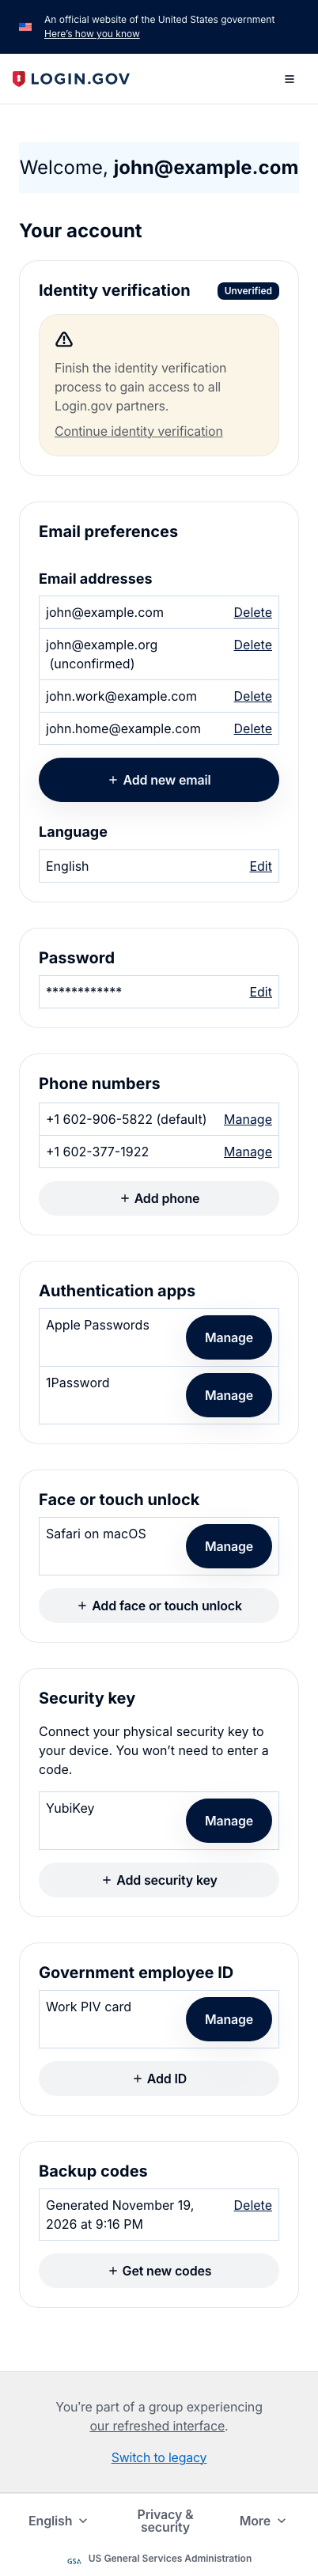 An official website of the United States government
Here's how you know
LOGIN.GOV
Welcome, john@example.com
Your account
Identity verification
Unverified
Finish the identity verification
process to gain access to all
Login.gov partners.
Continue identity verification
Email preferences
Email addresses
john@example.com Delete
john@example.org Delete
(unconfirmed)
john.work@example.com Delete
john.home@example.com Delete
+ Add new email
Language
English Edit
Password
************ Edit
Phone numbers
+1 602-906-5822 (default) Manage
+1 602-377-1922 Manage
+ Add phone
Authentication apps
Apple Passwords Manage
1Password Manage
Face or touch unlock
Safari on macOS Manage
+ Add face or touch unlock
Security key
Connect your physical security key to
your device. You won’t need to enter a
code.
YubiKey Manage
+ Add security key
Government employee ID
Work PIV card Manage
+ Add ID
Backup codes
Generated November 19, Delete
2026 at 9:16 PM
+ Get new codes
You’re part of a group experiencing
our refreshed interface.
Switch to legacy
English
Privacy &
security
More
GSA US General Services Administration